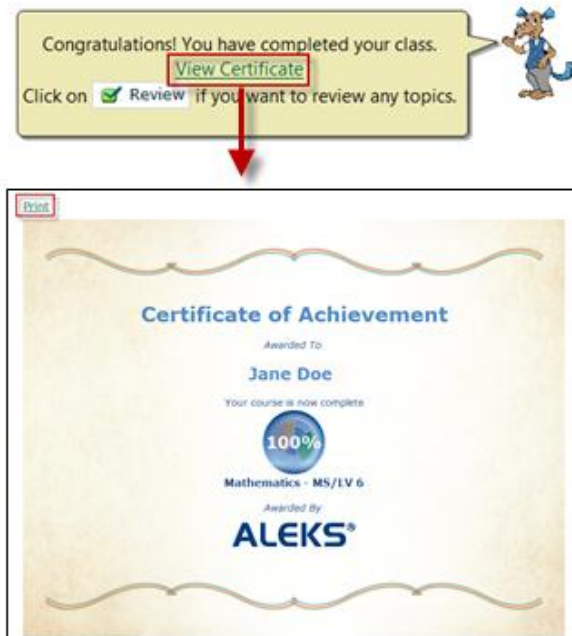 Congratulations! You have completed your class.
View Certificate
Click on Review if you want to review any topics.
Print
Certificate of Achievement
Awarded To
Jane Doe
Your course is now complete
100%
Mathematics - MS/LV 6
Awarded By
ALEKS®